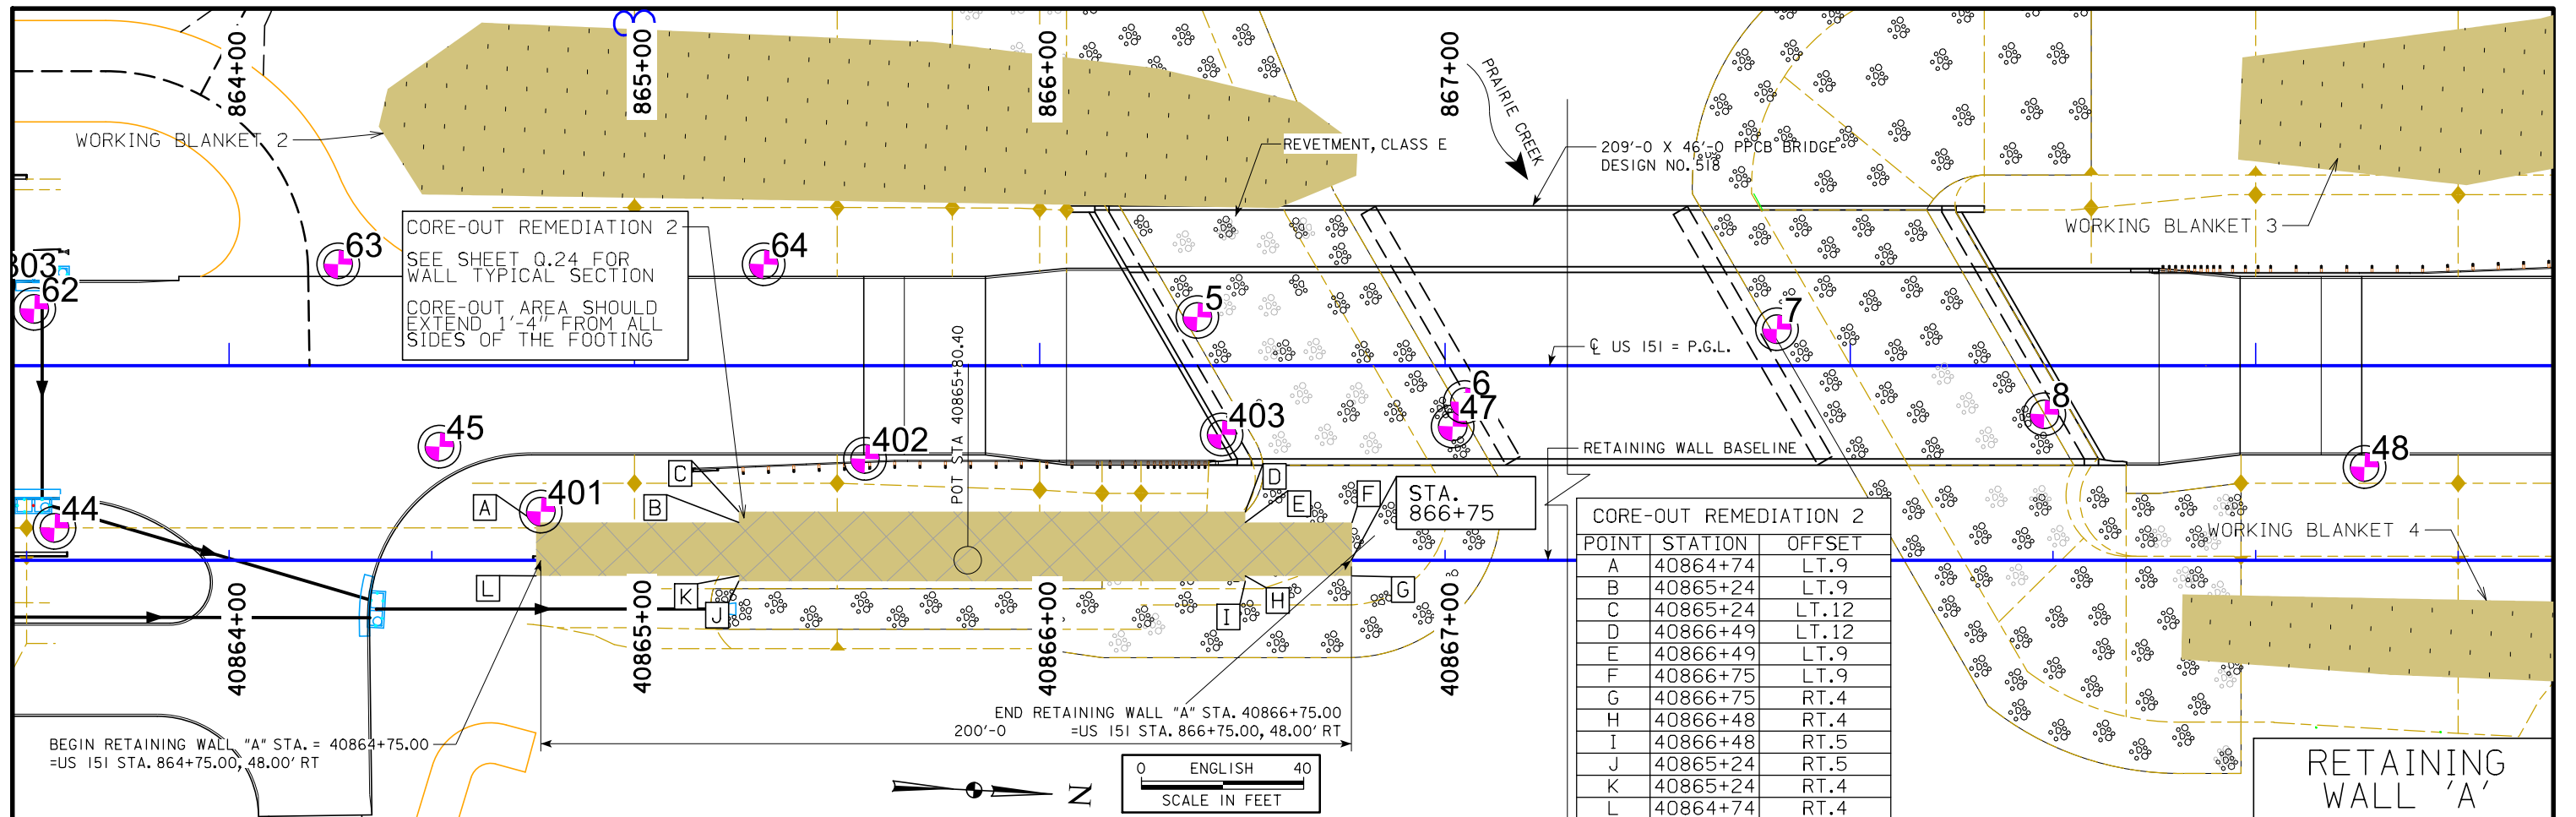 3
864+00
865+00
866+00
867+00
PRAIRIE CREEK
WORKING BLANKET 2
REVETMENT, CLASS E
209'-0 X 46'-0 PPCB BRIDGE
DESIGN NO. 518
WORKING BLANKET 3
CORE-OUT REMEDIATION 2
SEE SHEET Q.24 FOR
WALL TYPICAL SECTION
CORE-OUT AREA SHOULD
EXTEND 1'-4" FROM ALL
SIDES OF THE FOOTING
303
62
63
64
5
7
6
47
8
403
402
45
48
401
44
℄ US 151 = P.G.L.
POT STA 40865+80.40
RETAINING WALL BASELINE
STA.
866+75
WORKING BLANKET 4
A
B
C
D
E
F
G
H
I
J
K
L
40864+00
40865+00
40866+00
40867+00
BEGIN RETAINING WALL "A" STA. = 40864+75.00
=US 151 STA. 864+75.00, 48.00' RT
END RETAINING WALL "A" STA. 40866+75.00
=US 151 STA. 866+75.00, 48.00' RT
200'-0
N
0 ENGLISH 40
SCALE IN FEET
CORE-OUT REMEDIATION 2
POINT STATION OFFSET
A 40864+74 LT.9
B 40865+24 LT.9
C 40865+24 LT.12
D 40866+49 LT.12
E 40866+49 LT.9
F 40866+75 LT.9
G 40866+75 RT.4
H 40866+48 RT.4
I 40866+48 RT.5
J 40865+24 RT.5
K 40865+24 RT.4
L 40864+74 RT.4
RETAINING
WALL 'A'